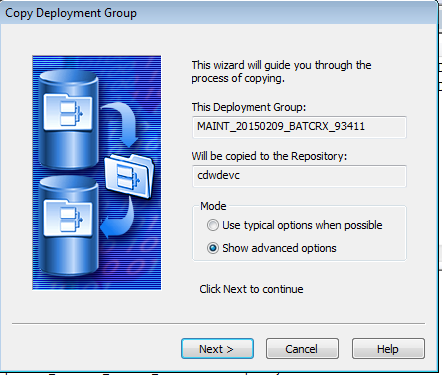 Copy Deployment Group
This wizard will guide you through the
process of copying.
This Deployment Group:
MAINT_20150209_BATCRX_93411
Will be copied to the Repository:
cdwdevc
Mode
Use typical options when possible
Show advanced options
Click Next to continue
Next >
Cancel
Help